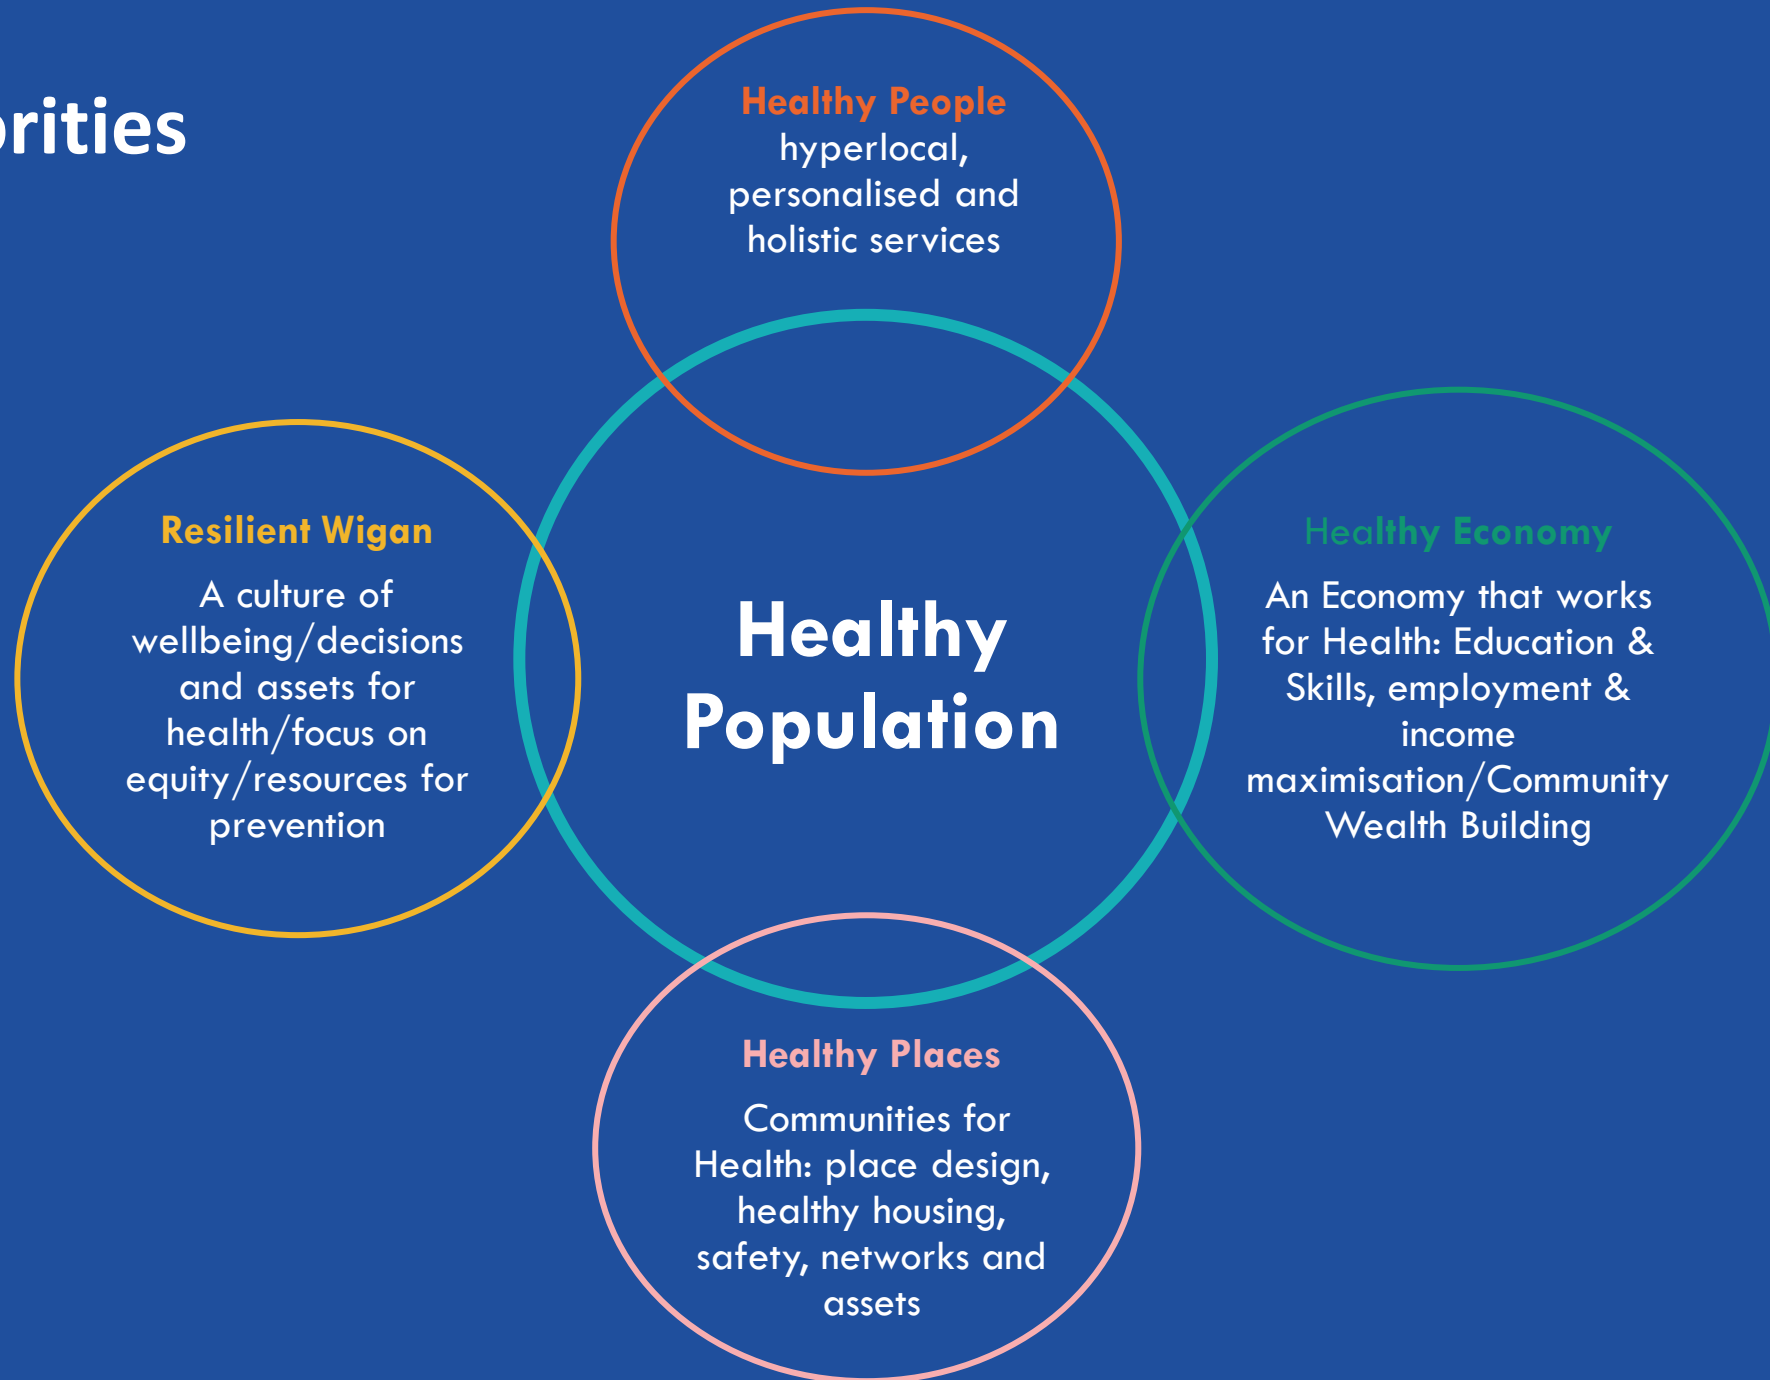 orities
Healthy People
hyperlocal,
personalised and
holistic services
Resilient Wigan
A culture of
wellbeing/decisions
and assets for
health/focus on
equity/resources for
prevention
Healthy
Population
Healthy Economy
An Economy that works
for Health: Education &
Skills, employment &
income
maximisation/Community
Wealth Building
Healthy Places
Communities for
Health: place design,
healthy housing,
safety, networks and
assets